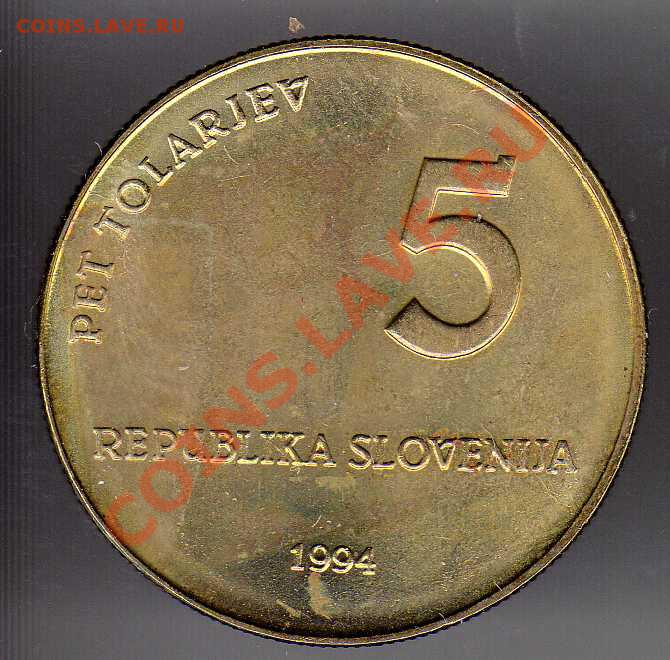 COINS.LAVE.RU
PET TOLARJEV
5
REPUBLIKA SLOVENIJA
1994
COINS.LAVE.RU